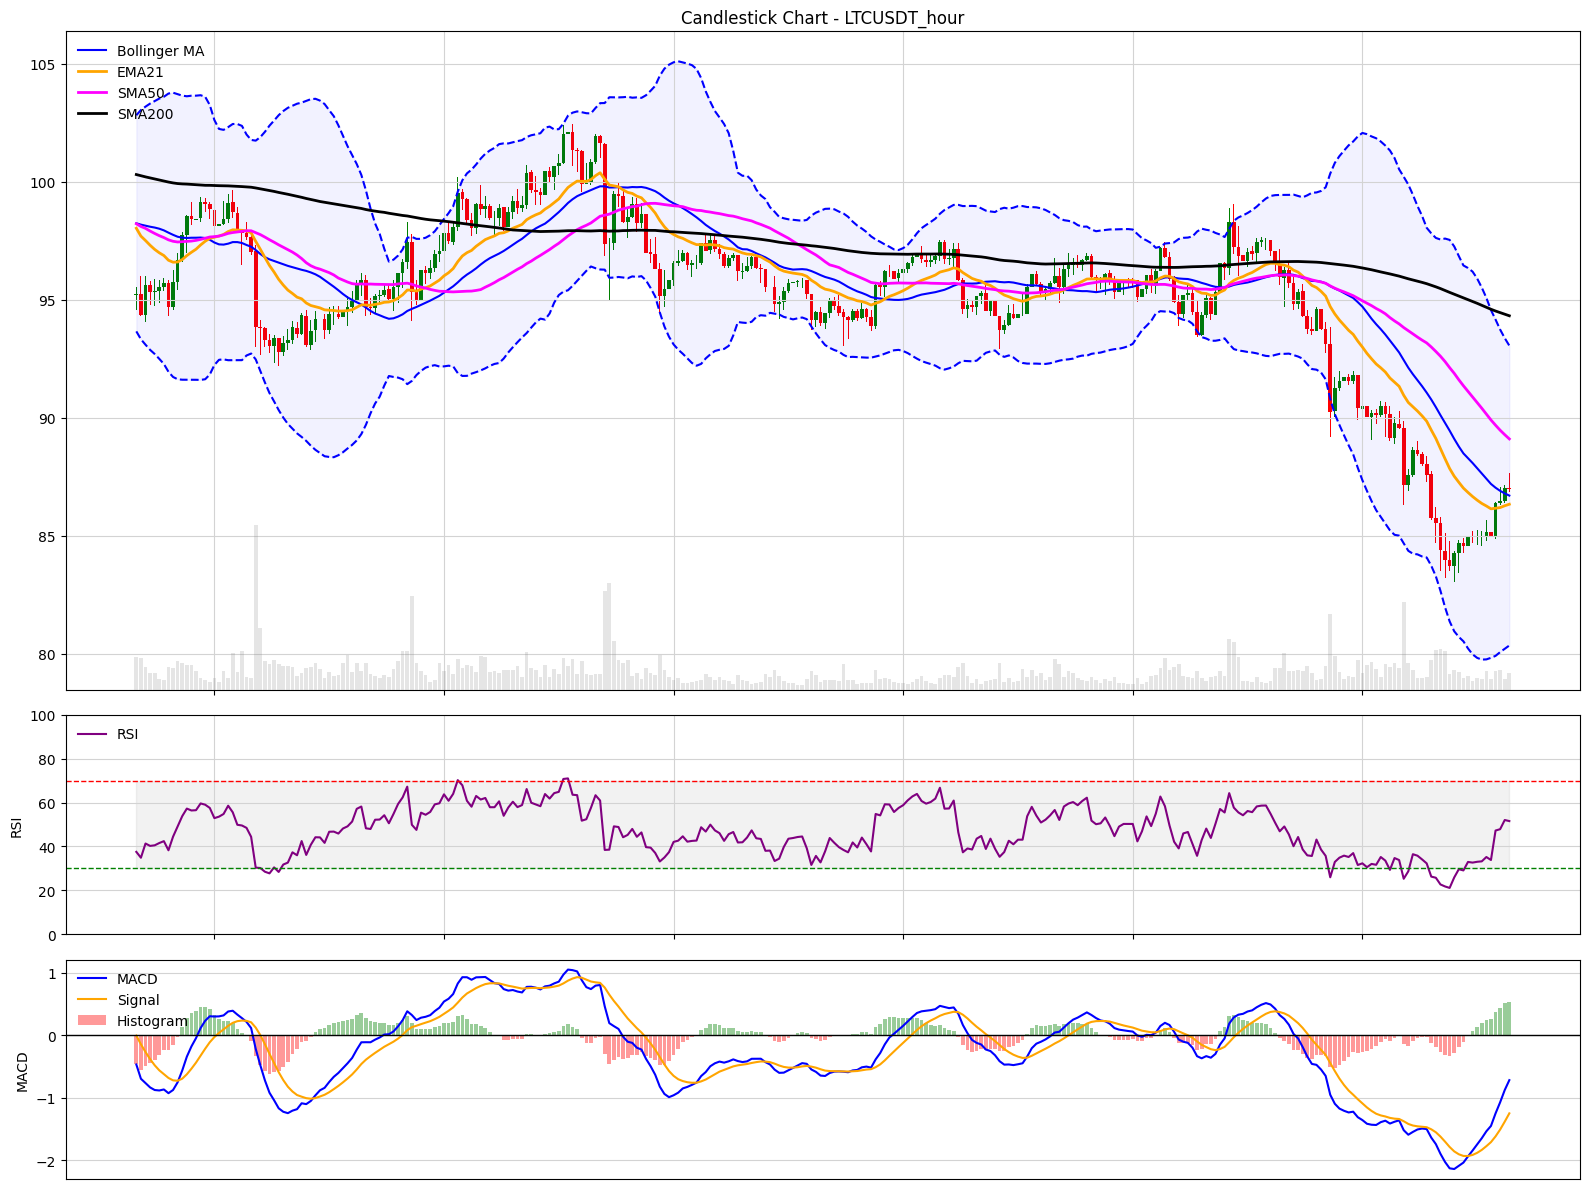 Candlestick Chart - LTCUSDT_hour
Bollinger MA
EMA21
SMA50
SMA200
105
100
95
90
85
80
RSI
RSI
100
80
60
40
20
0
MACD
Signal
Histogram
MACD
1
0
−1
−2